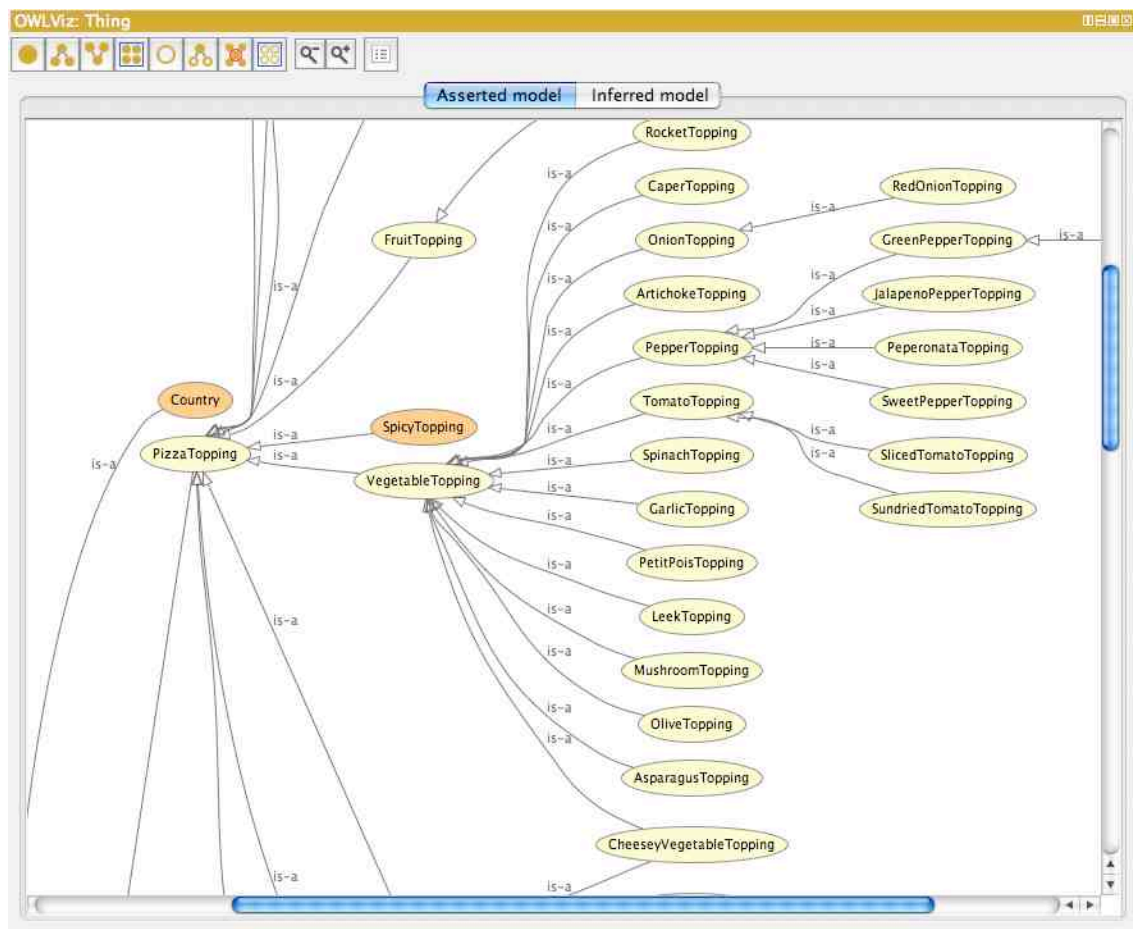 OWLViz: Thing
Asserted model
Inferred model
RocketTopping
is-a
CaperTopping
RedOnionTopping
is-a
is-a
FruitTopping
OnionTopping
GreenPepperTopping
is-a
is-a
is-a
ArtichokeTopping
is-a
JalapenoPepperTopping
is-a
is-a
PepperTopping
is-a
PeperonataTopping
is-a
is-a
is-a
Country
TomatoTopping
SweetPepperTopping
is-a
SpicyTopping
is-a
is-a
is-a
PizzaTopping
is-a
is-a
SpinachTopping
is-a
SlicedTomatoTopping
is-a
VegetableTopping
is-a
GarlicTopping
SundriedTomatoTopping
is-a
PetitPoisTopping
is-a
is-a
LeekTopping
is-a
is-a
MushroomTopping
is-a
OliveTopping
is-a
AsparagusTopping
CheeseyVegetableTopping
is-a
is-a